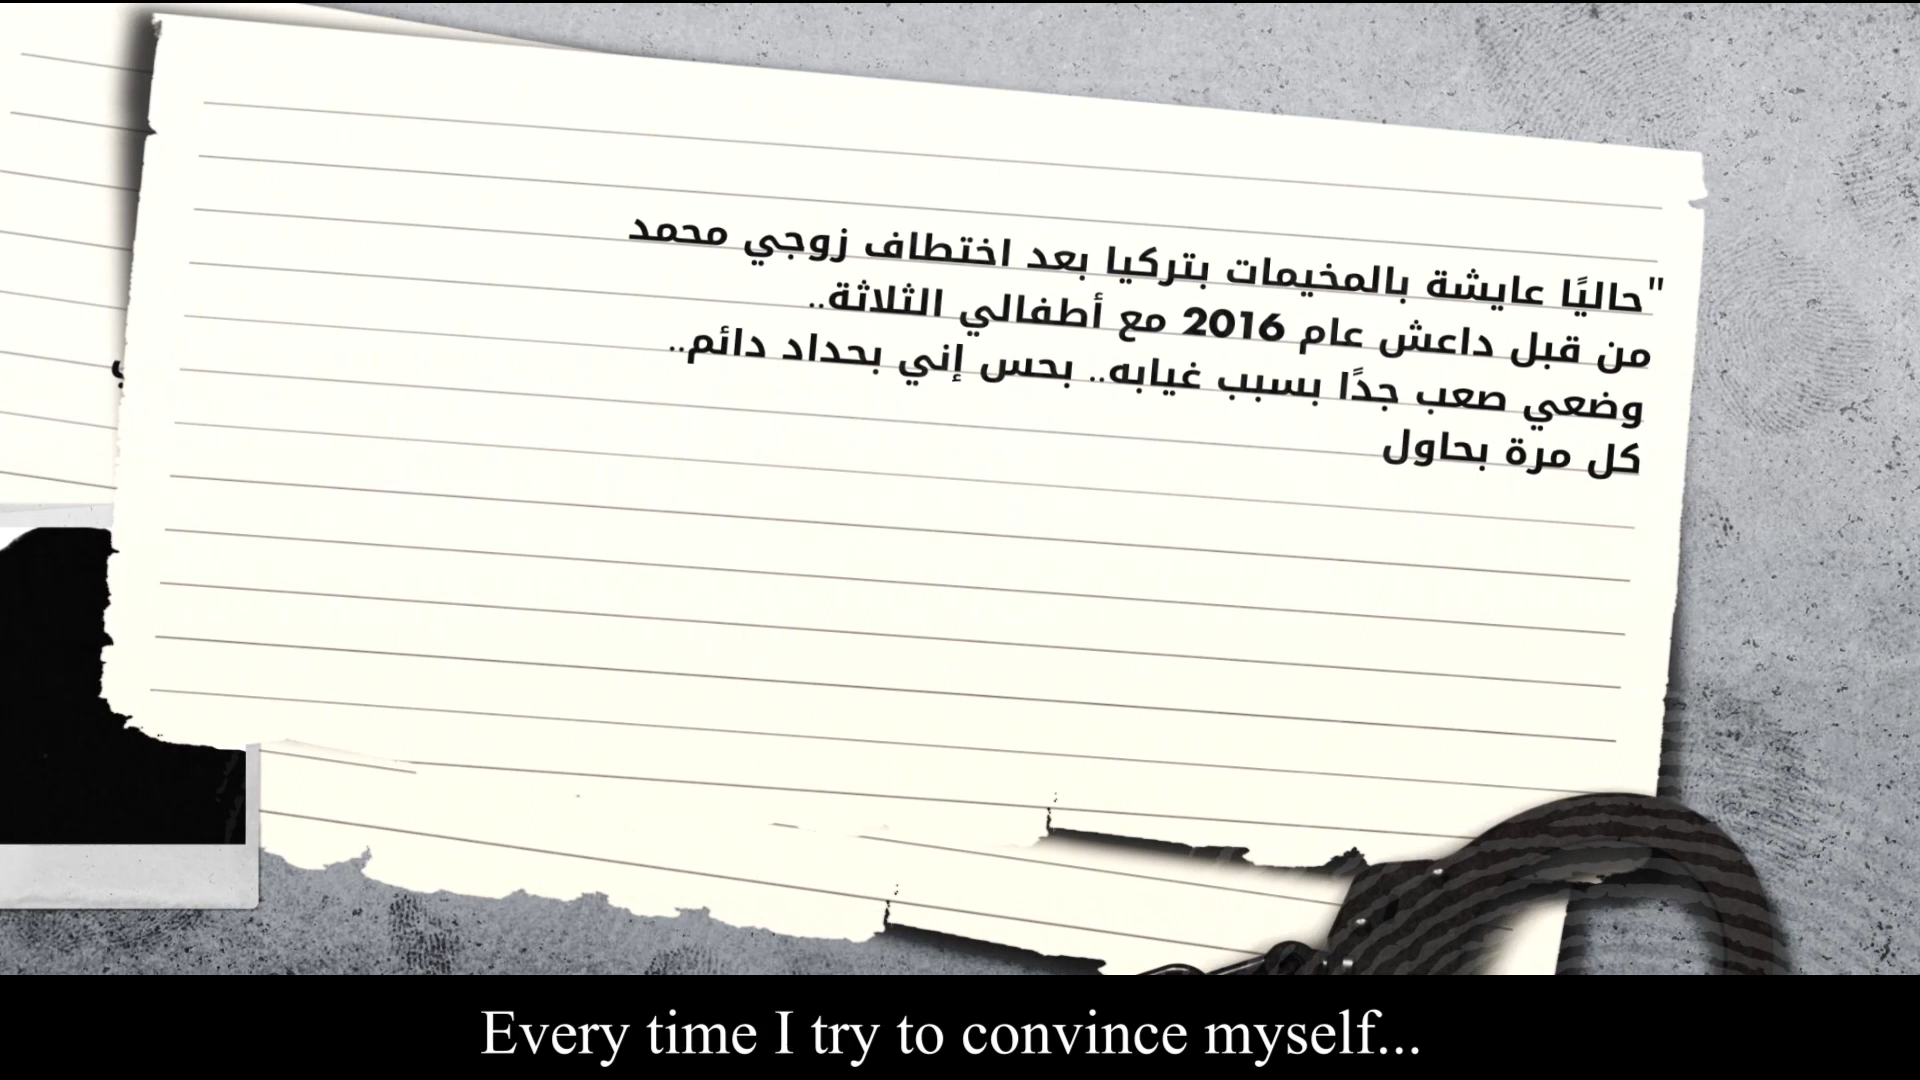 "حاليًا عايشة بالمخيمات بتركيا بعد اختطاف زوجي محمد
من قبل داعش عام 2016 مع أطفالي الثلاثة..
وضعي صعب جدًا بسبب غيابه.. بحس إني بحداد دائم..
كل مرة بحاول
Every time I try to convince myself...